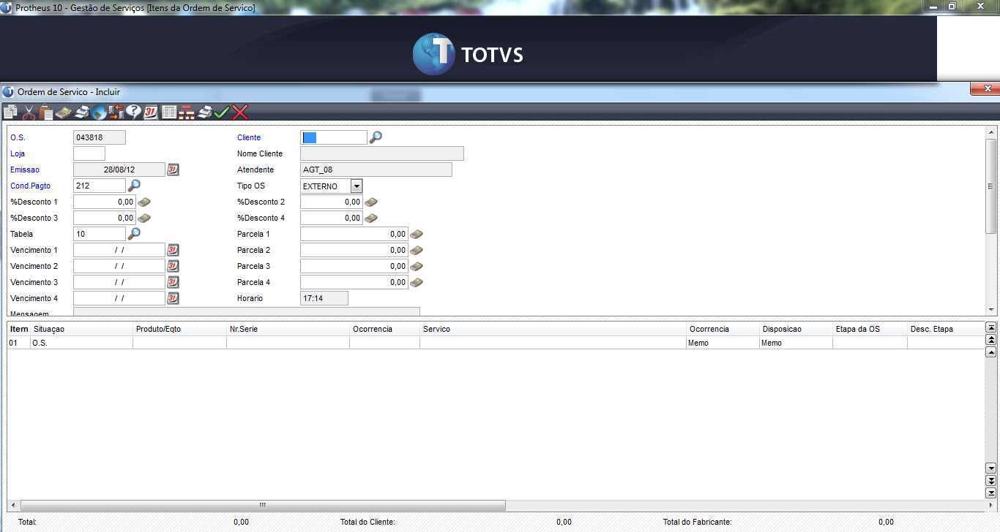 Protheus 10 - Gestão de Serviços [Itens da Ordem de Servico]
TOTVS
Ordem de Servico - Incluir
O.S. 043818 Cliente
Loja Nome Cliente
Emissao 28/08/12 31 Atendente AGT_08
Cond.Pagto 212 Tipo OS EXTERNO
%Desconto 1 0,00 %Desconto 2 0,00
%Desconto 3 0,00 %Desconto 4 0,00
Tabela 10 Parcela 1 0,00
Vencimento 1 / / 31 Parcela 2 0,00
Vencimento 2 / / 31 Parcela 3 0,00
Vencimento 3 / / 31 Parcela 4 0,00
Vencimento 4 / / 31 Horario 17:14
Mensagem
Item Situaçao Produto/Eqto Nr.Serie Ocorrencia Servico Ocorrencia Disposicao Etapa da OS Desc. Etapa
01 O.S. Memo Memo
Total: 0,00 Total do Cliente: 0,00 Total do Fabricante: 0,00